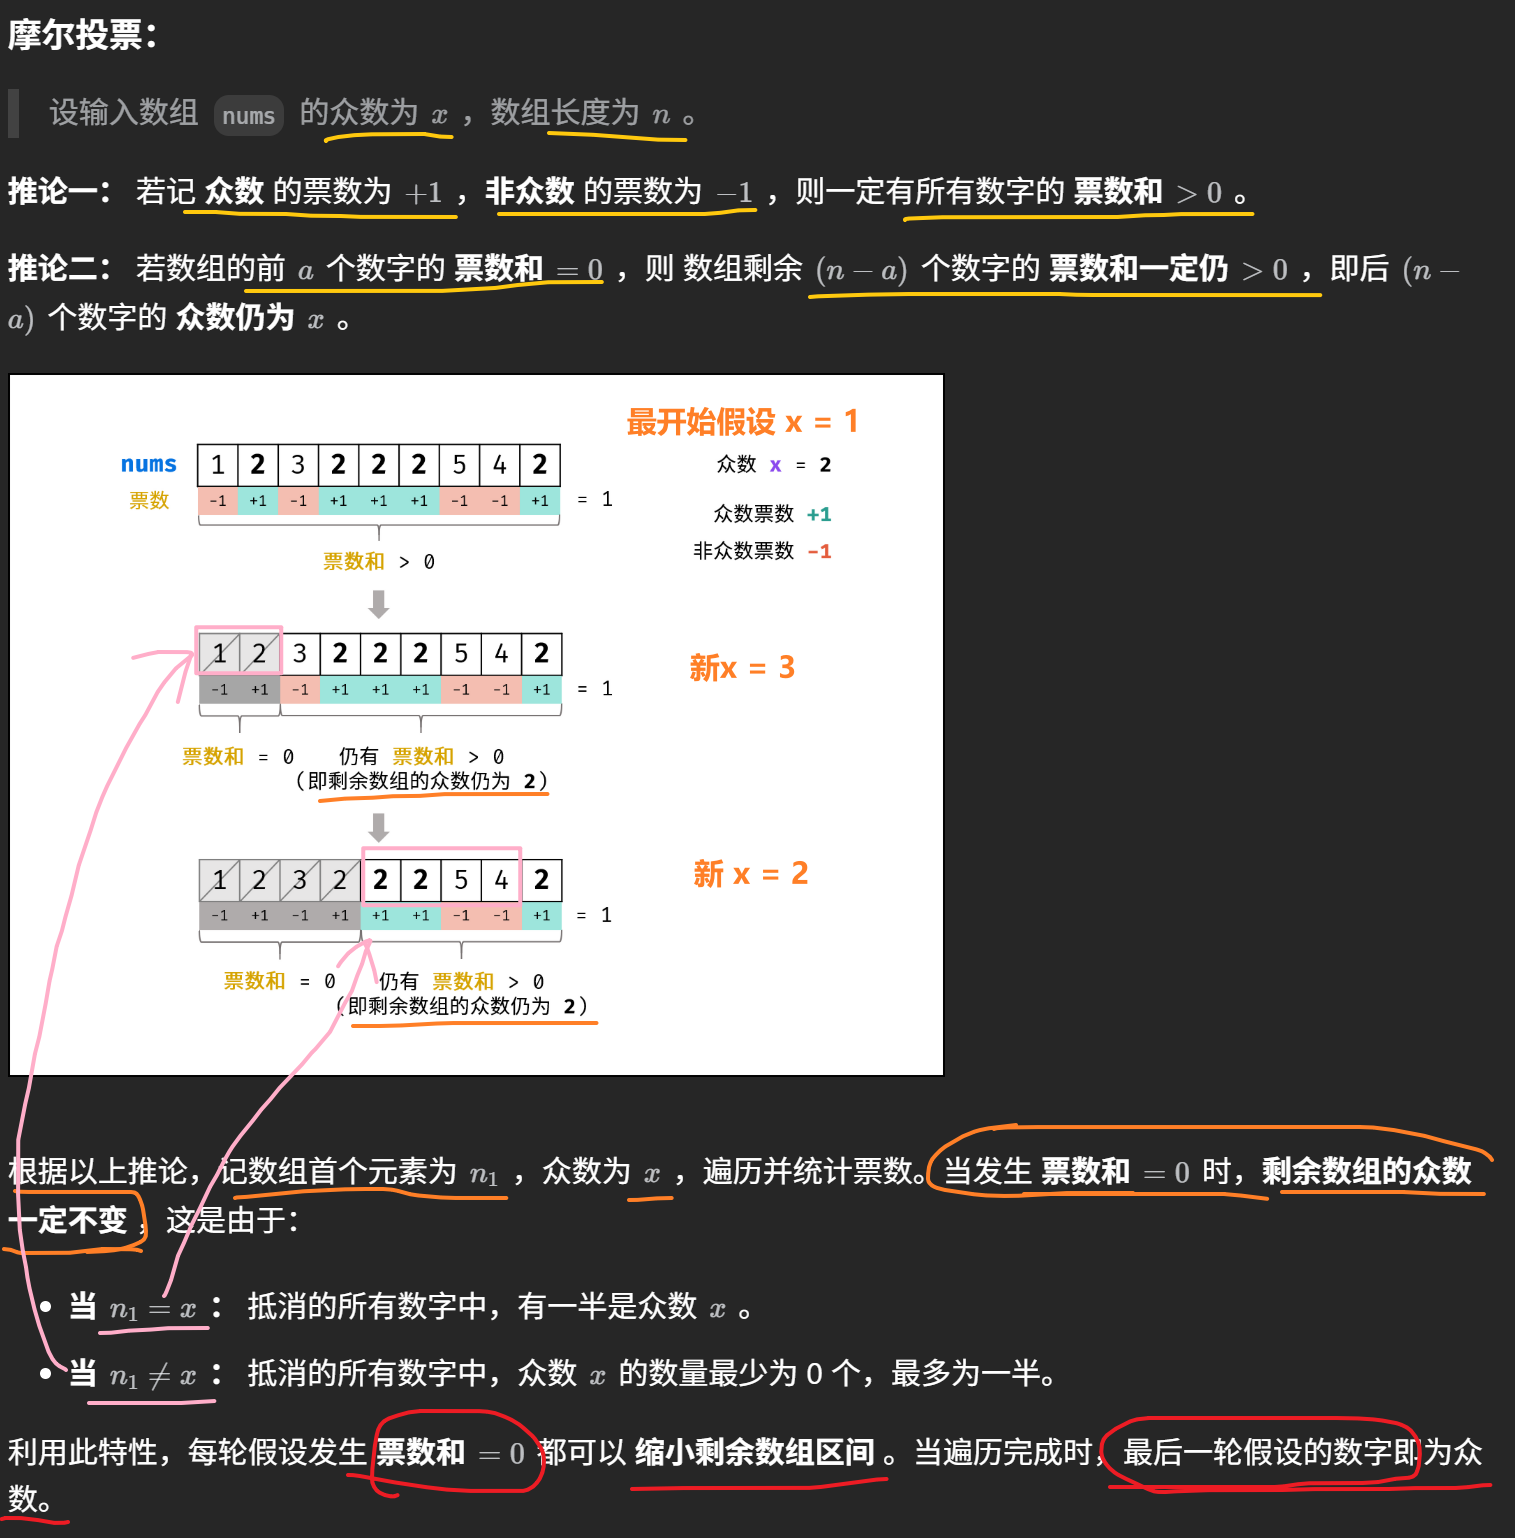 摩尔投票：
设输入数组 nums 的众数为 x ，数组长度为 n 。
推论一： 若记 众数 的票数为 +1 ，非众数 的票数为 −1 ，则一定有所有数字的 票数和 > 0 。
推论二： 若数组的前 a 个数字的 票数和 = 0 ，则 数组剩余 (n − a) 个数字的 票数和一定仍 > 0 ，即后 (n −
a) 个数字的 众数仍为 x 。
最开始假设 x = 1
nums 1 2 3 2 2 2 5 4 2
众数 x = 2
票数 -1 +1 -1 +1 +1 +1 -1 -1 +1 = 1
众数票数 +1
非众数票数 -1
票数和 > 0
1 2 3 2 2 2 5 4 2
新x = 3
-1 +1 -1 +1 +1 +1 -1 -1 +1 = 1
票数和 = 0 仍有 票数和 > 0
（即剩余数组的众数仍为 2）
1 2 3 2 2 2 5 4 2
新 x = 2
-1 +1 -1 +1 +1 +1 -1 -1 +1 = 1
票数和 = 0 仍有 票数和 > 0
（即剩余数组的众数仍为 2）
根据以上推论，记数组首个元素为 n₁ ，众数为 x ，遍历并统计票数。当发生 票数和 = 0 时，剩余数组的众数
一定不变 ，这是由于：
• 当 n₁ = x ： 抵消的所有数字中，有一半是众数 x 。
• 当 n₁ ≠ x ： 抵消的所有数字中，众数 x 的数量最少为 0 个，最多为一半。
利用此特性，每轮假设发生 票数和 = 0 都可以 缩小剩余数组区间 。当遍历完成时，最后一轮假设的数字即为众
数。